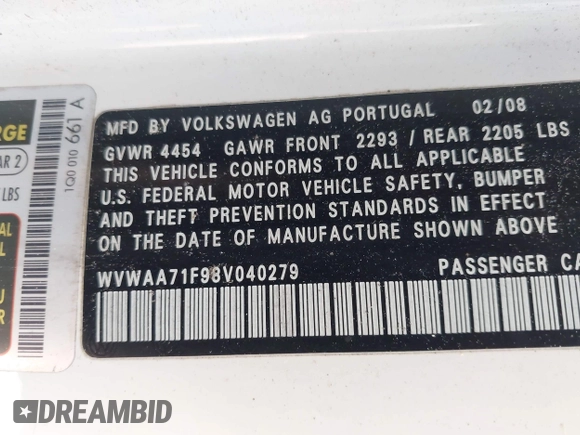 RGE
AR 2
LBS
AL
L
U
R
1Q0 010 661 A
MFD BY VOLKSWAGEN AG PORTUGAL 02/08
GVWR 4454 GAWR FRONT 2293 / REAR 2205 LBS
THIS VEHICLE CONFORMS TO ALL APPLICABLE
U.S. FEDERAL MOTOR VEHICLE SAFETY, BUMPER
AND THEFT PREVENTION STANDARDS IN EFFECT
ON THE DATE OF MANUFACTURE SHOWN ABOVE
WVWAA71F98V040279 PASSENGER CA
DREAMBID